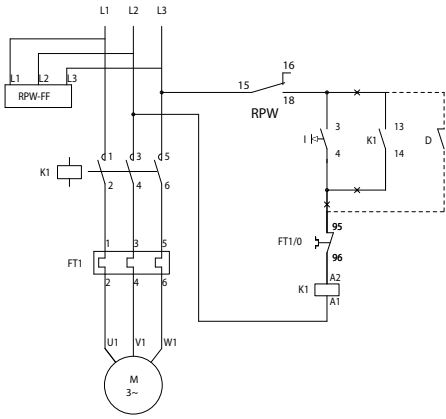 L1 L2 L3
L1 L2 L3
RPW-FF
16
15
18
RPW
1 3 5
K1
2 4 6
3 13
I K1 D
4 14
95
FT1/0
96
1 3 5
FT1
2 4 6
A2
K1
A1
U1 V1 W1
M
3~